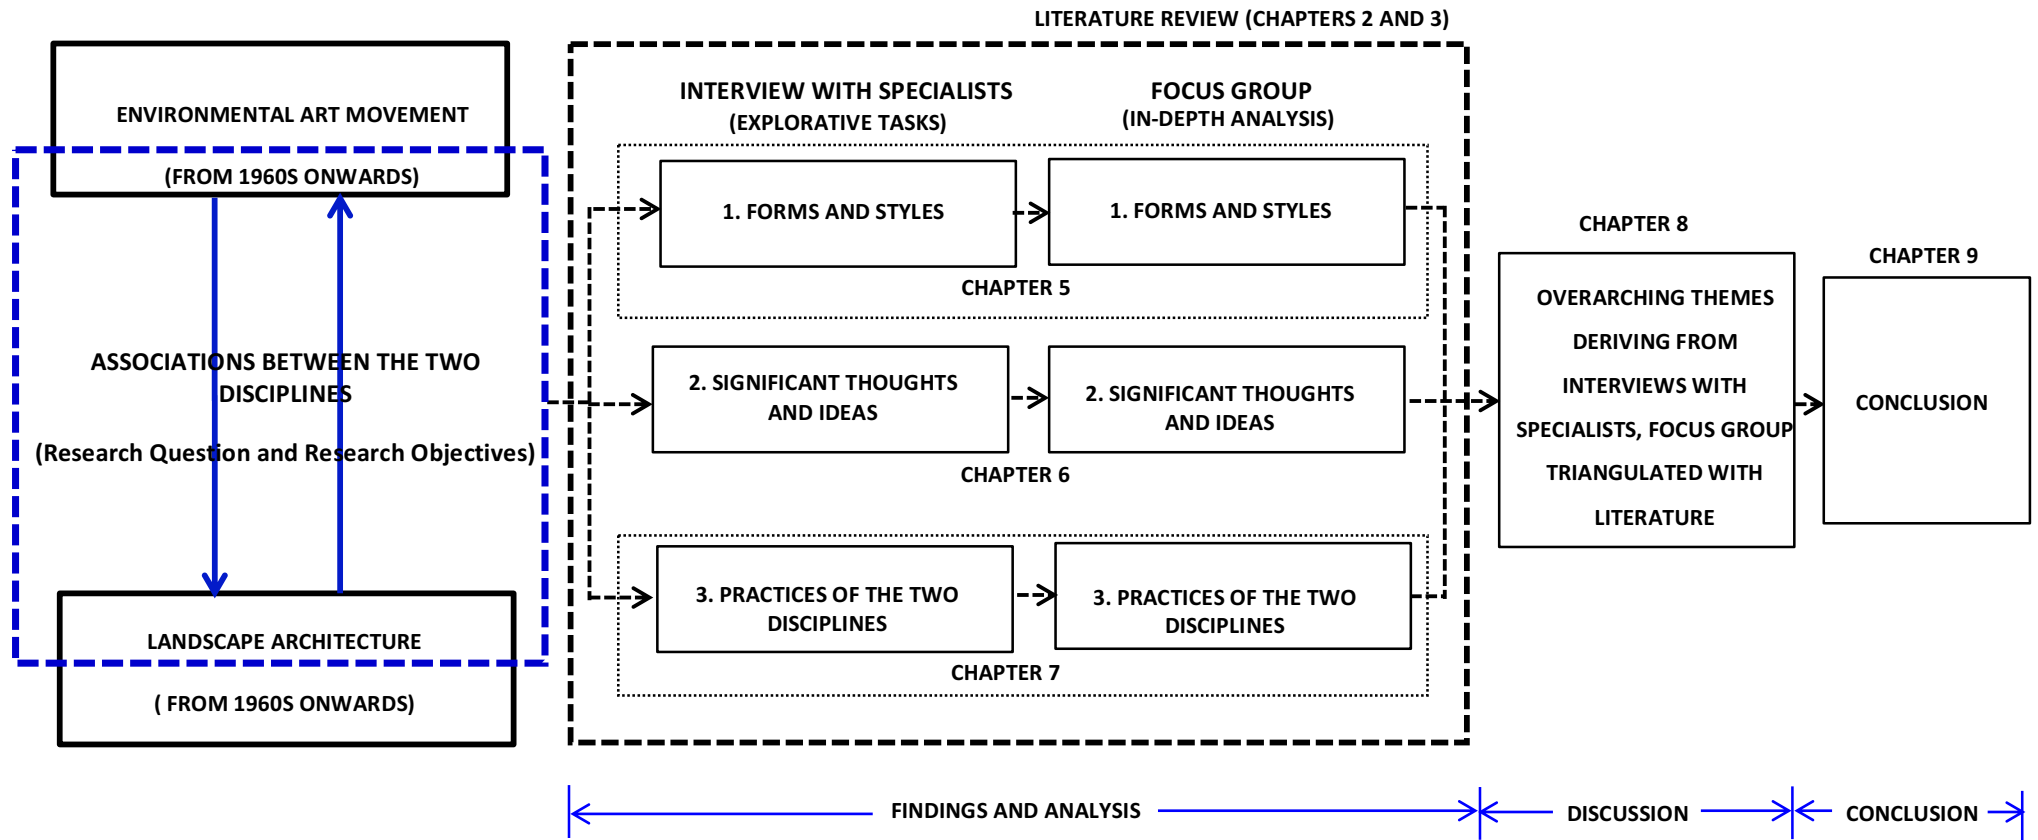 LITERATURE REVIEW (CHAPTERS 2 AND 3)
ENVIRONMENTAL ART MOVEMENT
(FROM 1960S ONWARDS)
ASSOCIATIONS BETWEEN THE TWO
DISCIPLINES
(Research Question and Research Objectives)
LANDSCAPE ARCHITECTURE
( FROM 1960S ONWARDS)
INTERVIEW WITH SPECIALISTS
(EXPLORATIVE TASKS)
FOCUS GROUP
(IN-DEPTH ANALYSIS)
1. FORMS AND STYLES
1. FORMS AND STYLES
CHAPTER 5
2. SIGNIFICANT THOUGHTS
AND IDEAS
2. SIGNIFICANT THOUGHTS
AND IDEAS
CHAPTER 6
3. PRACTICES OF THE TWO
DISCIPLINES
3. PRACTICES OF THE TWO
DISCIPLINES
CHAPTER 7
CHAPTER 8
OVERARCHING THEMES
DERIVING FROM
INTERVIEWS WITH
SPECIALISTS, FOCUS GROUP
TRIANGULATED WITH
LITERATURE
CHAPTER 9
CONCLUSION
FINDINGS AND ANALYSIS
DISCUSSION
CONCLUSION